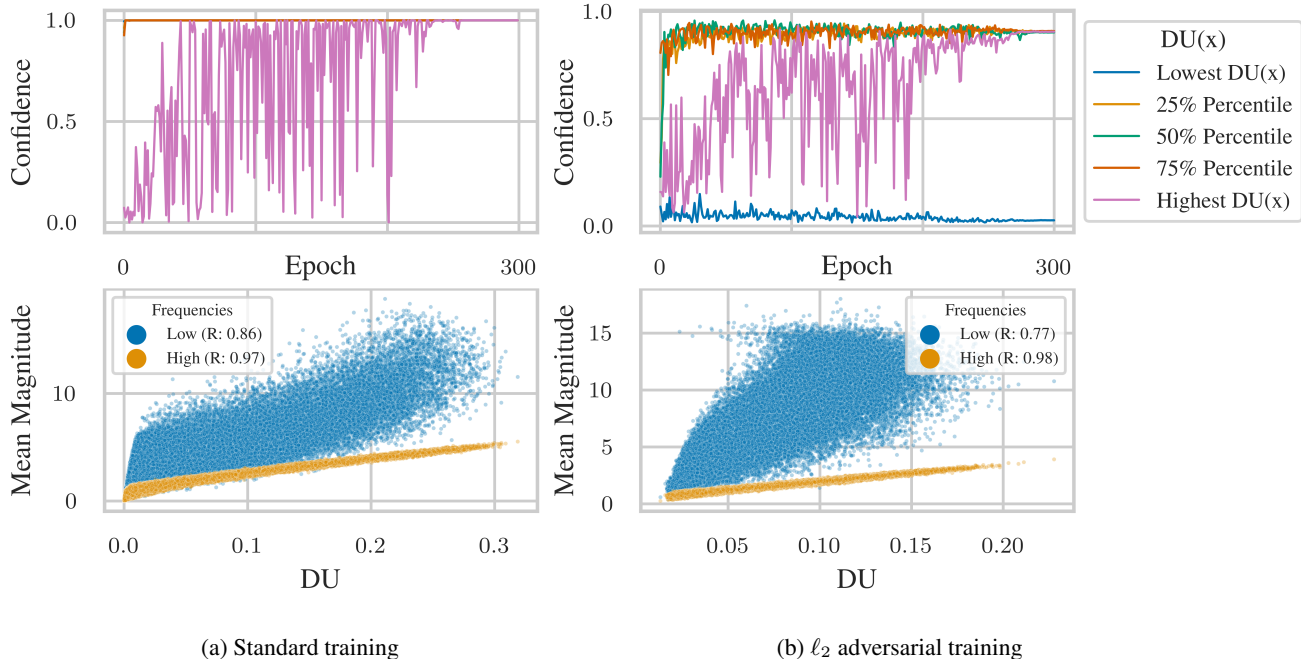 1.0
0.5
0.0
Confidence
0
Epoch
300
1.0
0.5
0.0
Confidence
0
Epoch
300
DU(x)
Lowest DU(x)
25% Percentile
50% Percentile
75% Percentile
Highest DU(x)
Frequencies
Low (R: 0.86)
High (R: 0.97)
10
0
Mean Magnitude
0.0
0.1
0.2
0.3
DU
Frequencies
Low (R: 0.77)
High (R: 0.98)
15
10
5
0
Mean Magnitude
0.05
0.10
0.15
0.20
DU
(a) Standard training
(b) ℓ₂ adversarial training